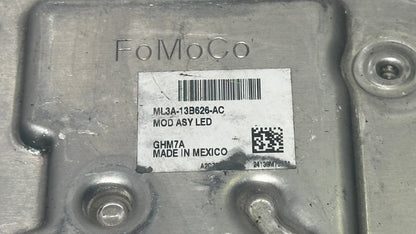 FoMoCo
ML3A-13B626-AC
MOD ASY LED
GHM7A
MADE IN MEXICO